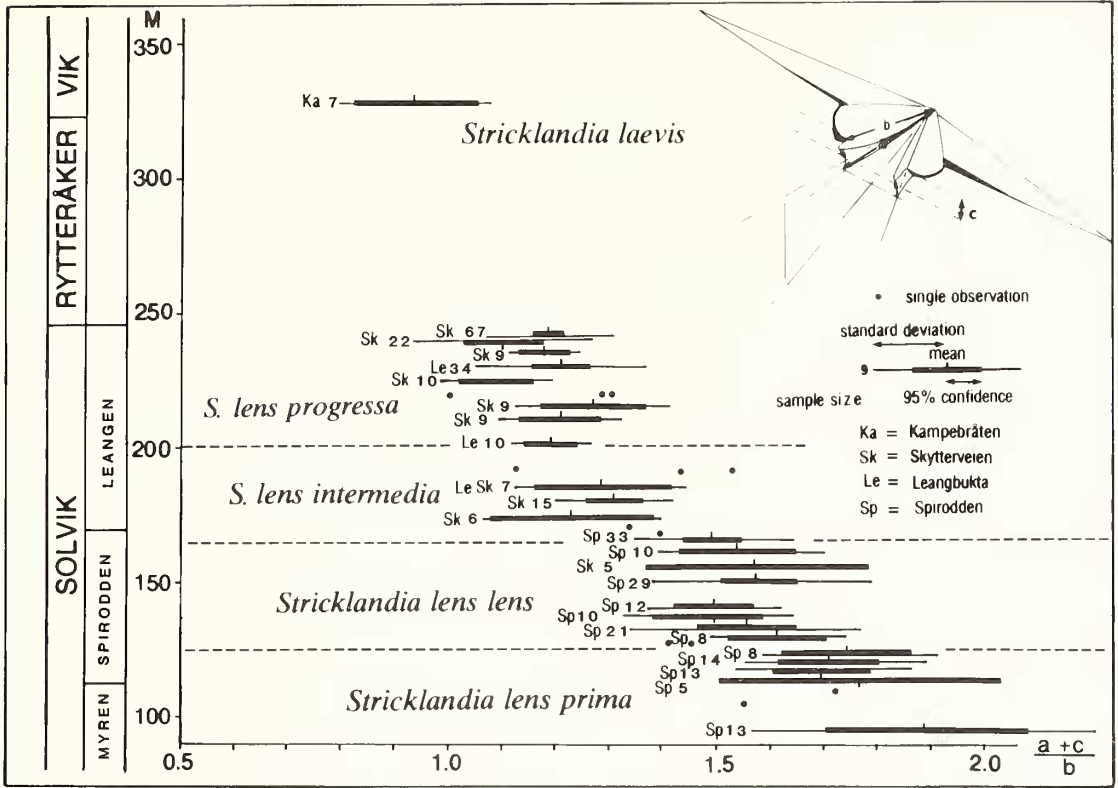 M
350
300
250
200
150
100
VIK
RYTTERÅKER
SOLVIK
LEANGEN
SPIRODDEN
MYREN
Ka 7
Stricklandia laevis
b
c
single observation
standard deviation
mean
9
sample size
95% confidence
Ka = Kampebråten
Sk = Skytterveien
Le = Leangbukta
Sp = Spirodden
Sk 67
Sk 22
Sk 9
Le 34
Sk 10
S. lens progressa
Sk 9
Sk 9
Le 10
S. lens intermedia
Le Sk 7
Sk 15
Sk 6
Sp 33
Sp 10
Sk 5
Sp 29
Stricklandia lens lens
Sp 12
Sp 10
Sp 21
Sp 8
Sp 8
Sp 14
Sp 13
Sp 5
Stricklandia lens prima
Sp 13
0.5 1.0 1.5 2.0
a + c
b